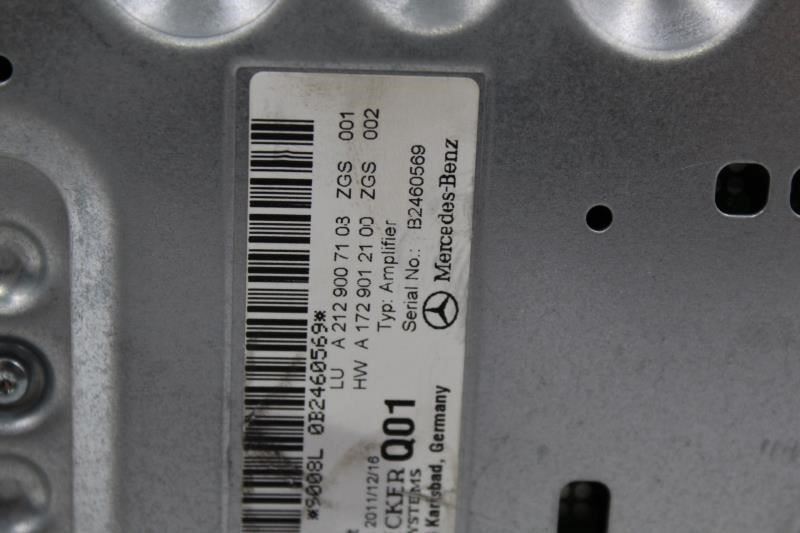 *9008L 0B2460569*
LU A 212 900 71 03 ZGS 001
HW A 172 901 21 00 ZGS 002
Typ: Amplifier
Serial No.: B2460569
Mercedes-Benz
2011/12/16
Q01
CKER
SYSTEMS
Karlsbad, Germany